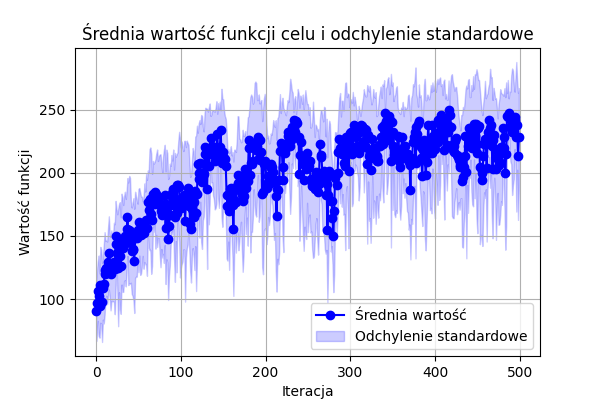 Średnia wartość funkcji celu i odchylenie standardowe
Wartość funkcji
250
200
150
100
0 100 200 300 400 500
Iteracja
Średnia wartość
Odchylenie standardowe